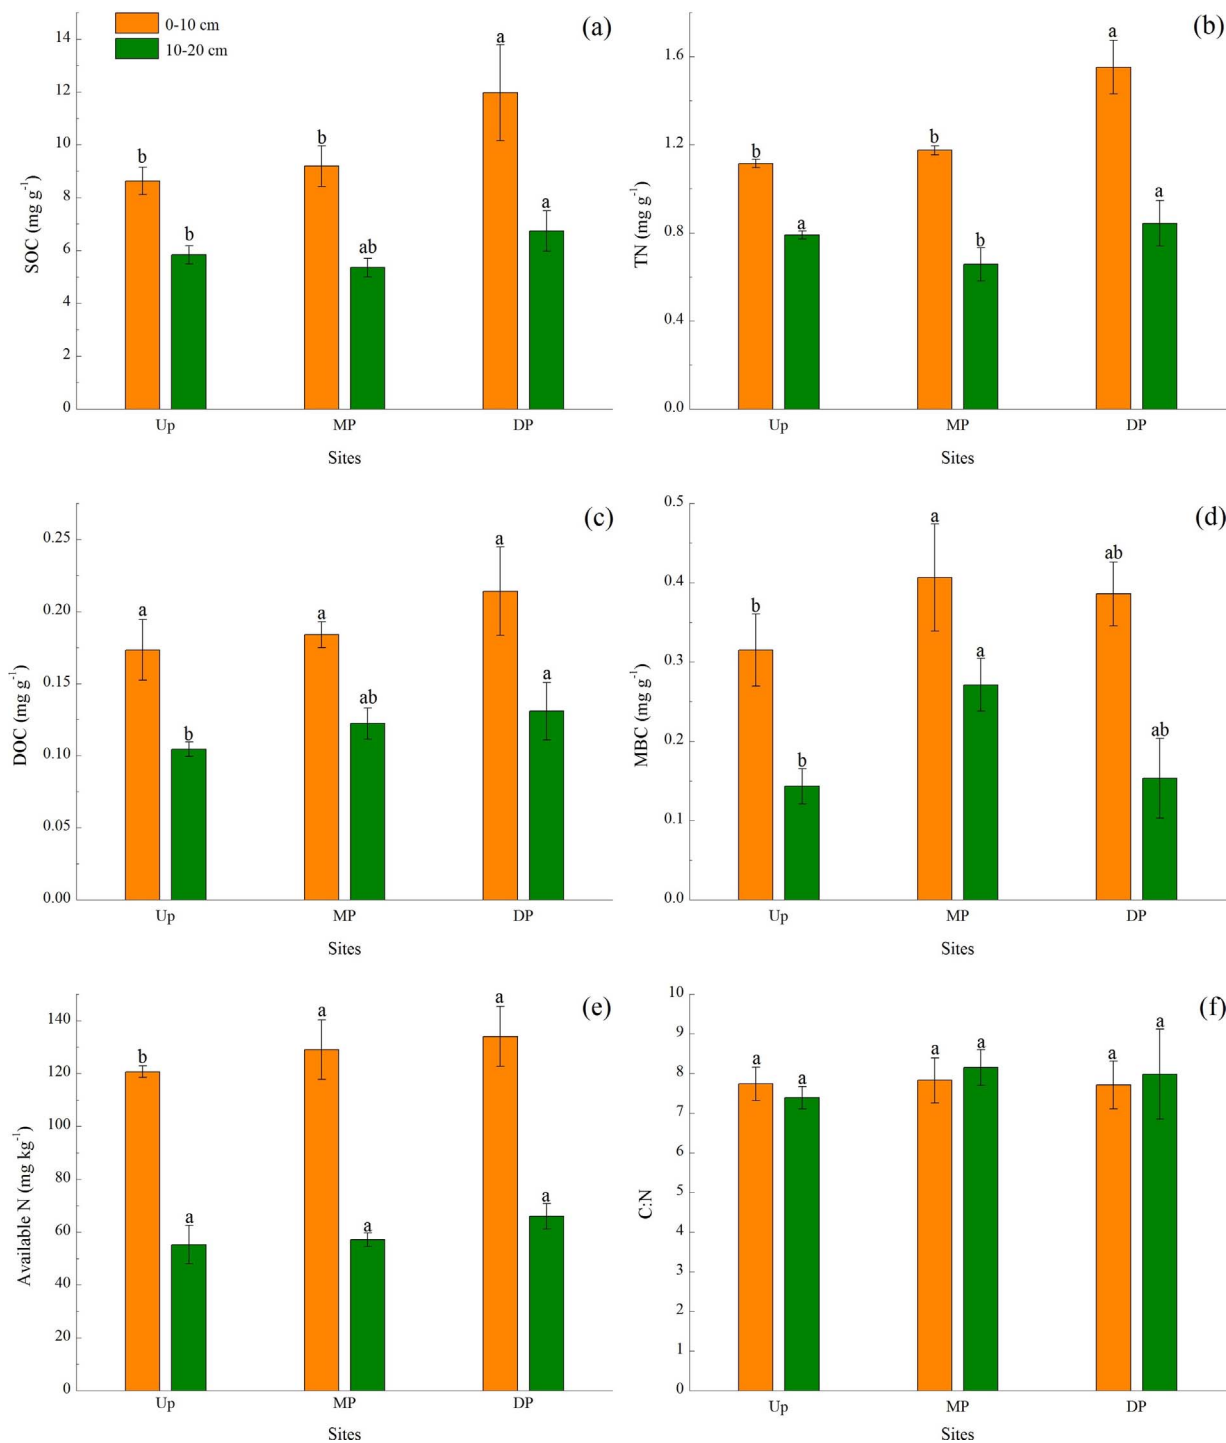 (a)
0-10 cm
10-20 cm
SOC (mg g⁻¹)
14
12
10
8
6
4
2
0
b
b
b
ab
a
a
Up
MP
DP
Sites
(b)
TN (mg g⁻¹)
1.6
1.2
0.8
0.4
0.0
b
a
b
b
a
a
Up
MP
DP
Sites
(c)
DOC (mg g⁻¹)
0.25
0.20
0.15
0.10
0.05
0.00
a
b
a
ab
a
a
Up
MP
DP
Sites
(d)
MBC (mg g⁻¹)
0.5
0.4
0.3
0.2
0.1
0.0
b
b
a
a
ab
ab
Up
MP
DP
Sites
(e)
Available N (mg kg⁻¹)
140
120
100
80
60
40
20
0
b
a
a
a
a
a
Up
MP
DP
Sites
(f)
C:N
10
9
8
7
6
5
4
3
2
1
0
a
a
a
a
a
a
Up
MP
DP
Sites